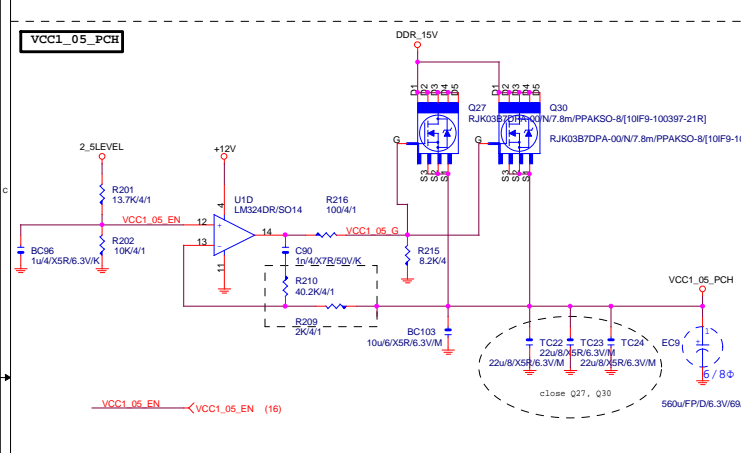 VCC1_05_PCH
DDR_15V
D1 D2 D3 D4 D5
D1 D2 D3 D4 D5
Q27
Q30
RJK03B7DPA-00/N/7.8m/PPAKSO-8/[10IF9-100397-21R]
RJK03B7DPA-00/N/7.8m/PPAKSO-8/[10IF9-10
G
G
S3 S2 S1
S3 S2 S1
2_5LEVEL
+12V
R201
13.7K/4/1
C
4
U1D
LM324DR/SO14
R216
100/4/1
VCC1_05_EN
12
+
14
VCC1_05_G
13
-
11
R202
10K/4/1
BC96
1u/4/X5R/6.3V/K
C90
1n/4/X7R/50V/K
R215
8.2K/4
R210
40.2K/4/1
R209
2K/4/1
VCC1_05_PCH
BC103
10u/6/X5R/6.3V/M
TC22
TC23
TC24
22u/8/X5R/6.3V/M
22u/8/X5R/6.3V/M
22u/8/X5R/6.3V/M
close Q27, Q30
EC9
1
+
6/8Φ
560u/FP/D/6.3V/69
VCC1_05_EN
VCC1_05_EN (16)